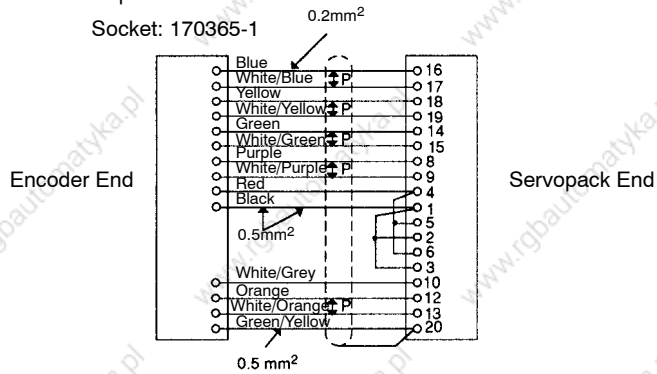 Socket: 170365-1
0.2mm2
Blue
16
White/Blue
P
17
Yellow
18
White/Yellow
P
19
Green
14
White/Green
P
15
Purple
8
White/Purple
P
9
Encoder End
Red
4
Servopack End
Black
1
5
0.5mm2
2
6
3
White/Grey
10
Orange
12
White/Orange
P
13
Green/Yellow
20
0.5 mm2
www.rgbautomatyka.pl